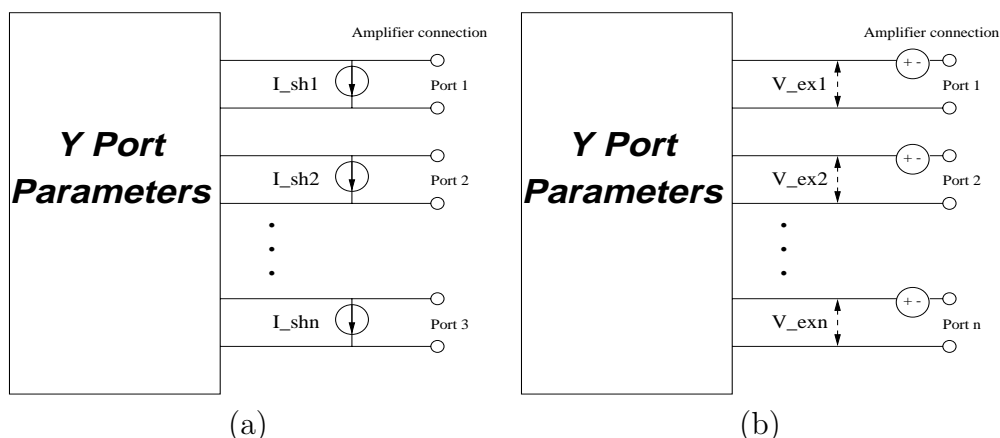 Amplifier connection
I_sh1
Port 1
Y Port
Parameters
I_sh2
Port 2
I_shn
Port 3
(a)
Amplifier connection
+ -
V_ex1
Port 1
Y Port
Parameters
+ -
V_ex2
Port 2
+ -
V_exn
Port n
(b)